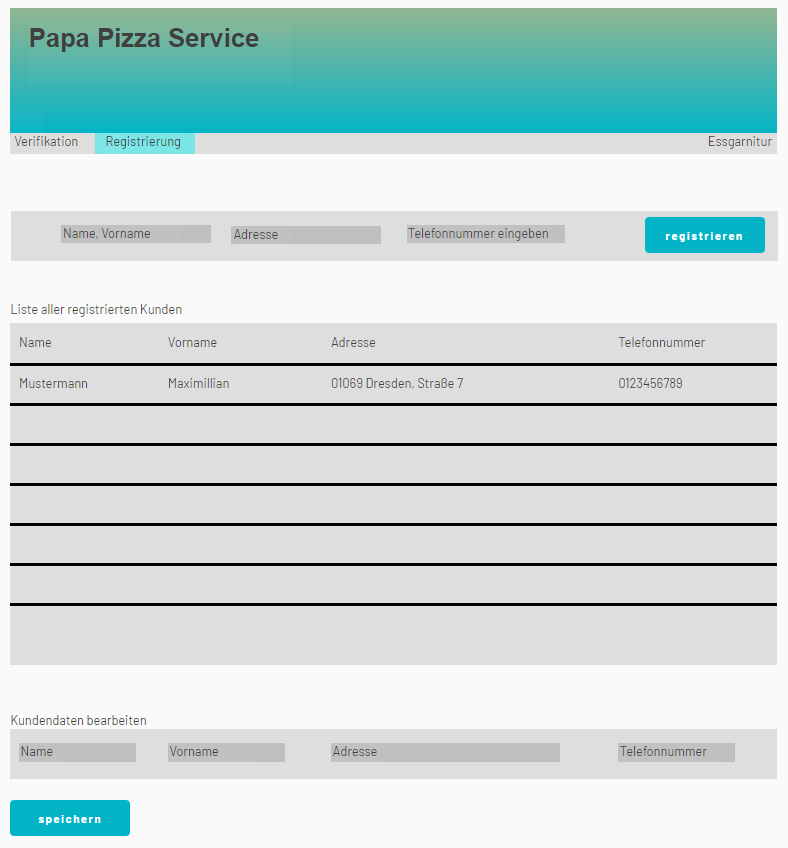 Papa Pizza Service
Verifikation Registrierung Essgarnitur
Name, Vorname Adresse Telefonnummer eingeben registrieren
Liste aller registrierten Kunden
Name Vorname Adresse Telefonnummer
Mustermann Maximillian 01069 Dresden, Straße 7 0123456789
Kundendaten bearbeiten
Name Vorname Adresse Telefonnummer
speichern